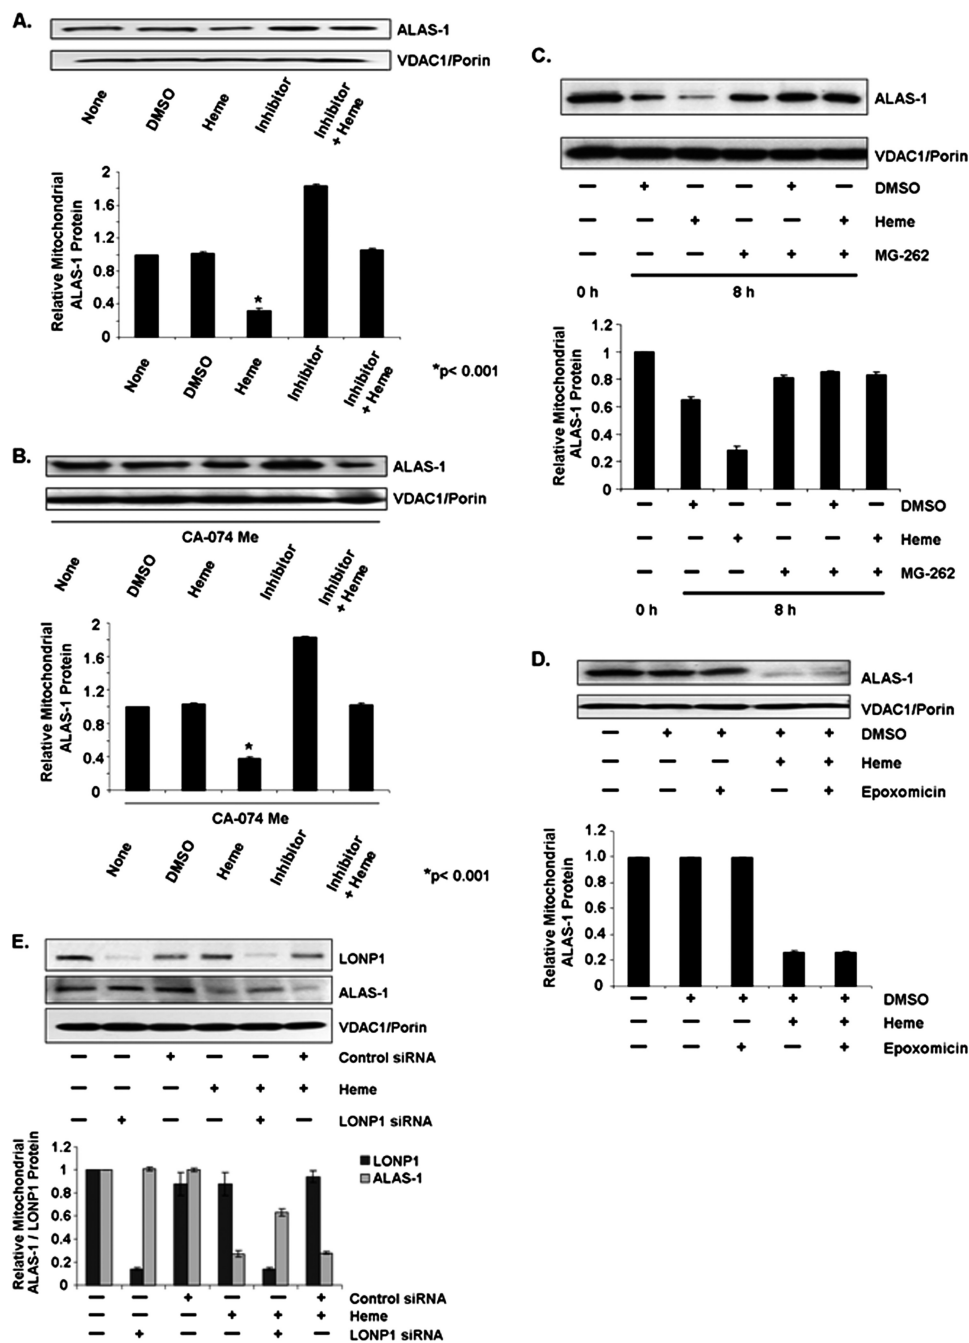 A.
ALAS-1
VDAC1/Porin
None DMSO Heme Inhibitor Inhibitor + Heme
Relative Mitochondrial
ALAS-1 Protein
2
1.6
1.2
0.8
0.4
0
*
None DMSO Heme Inhibitor Inhibitor + Heme
*p< 0.001
B.
ALAS-1
VDAC1/Porin
CA-074 Me
None DMSO Heme Inhibitor Inhibitor + Heme
Relative Mitochondrial
ALAS-1 Protein
2
1.6
1.2
0.8
0.4
0
*
CA-074 Me
None DMSO Heme Inhibitor Inhibitor + Heme
*p< 0.001
C.
ALAS-1
VDAC1/Porin
— + — — + — DMSO
— — + — — + Heme
— — — + + + MG-262
0 h 8 h
Relative Mitochondrial
ALAS-1 Protein
1.2
1
0.8
0.6
0.4
0.2
0
— + — — + — DMSO
— — + — — + Heme
— — — + + + MG-262
0 h 8 h
D.
ALAS-1
VDAC1/Porin
— + + + + DMSO
— — — + + Heme
— — + — + Epoxomicin
Relative Mitochondrial
ALAS-1 Protein
1.2
1.0
0.8
0.6
0.4
0.2
0
— + + + + DMSO
— — — + + Heme
— — + — + Epoxomicin
E.
LONP1
ALAS-1
VDAC1/Porin
— — + — — + Control siRNA
— — — + + + Heme
— + — — + — LONP1 siRNA
Relative Mitochondrial
ALAS-1 / LONP1 Protein
1.2
1
0.8
0.6
0.4
0.2
0
LONP1
ALAS-1
— — + — — + Control siRNA
— — — + + + Heme
— + — — + — LONP1 siRNA